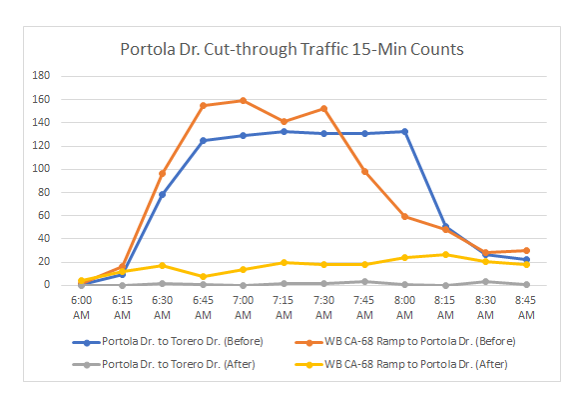 Portola Dr. Cut-through Traffic 15-Min Counts
180
160
140
120
100
80
60
40
20
0
6:00 6:15 6:30 6:45 7:00 7:15 7:30 7:45 8:00 8:15 8:30 8:45
AM AM AM AM AM AM AM AM AM AM AM AM
Portola Dr. to Torero Dr. (Before) WB CA-68 Ramp to Portola Dr. (Before)
Portola Dr. to Torero Dr. (After) WB CA-68 Ramp to Portola Dr. (After)